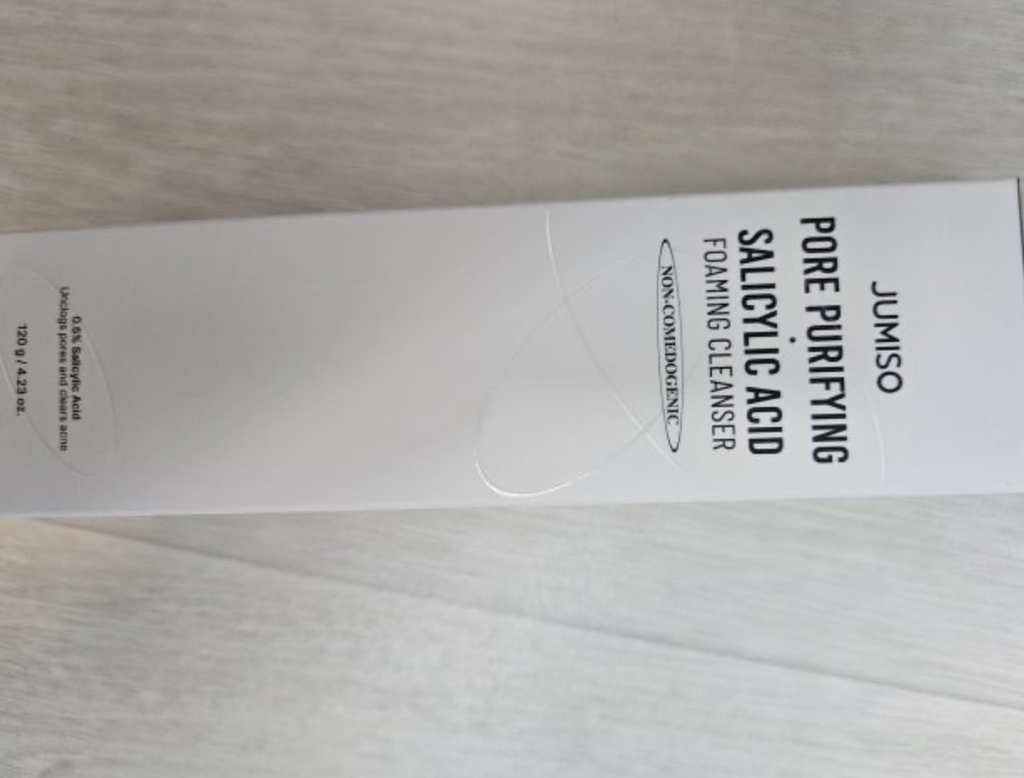 JUMISO
PORE PURIFYING
SALICYLIC ACID
FOAMING CLEANSER
NON-COMEDOGENIC
0.5% Salicylic Acid
Unclogs pores and clears acne
120 g / 4.23 oz.